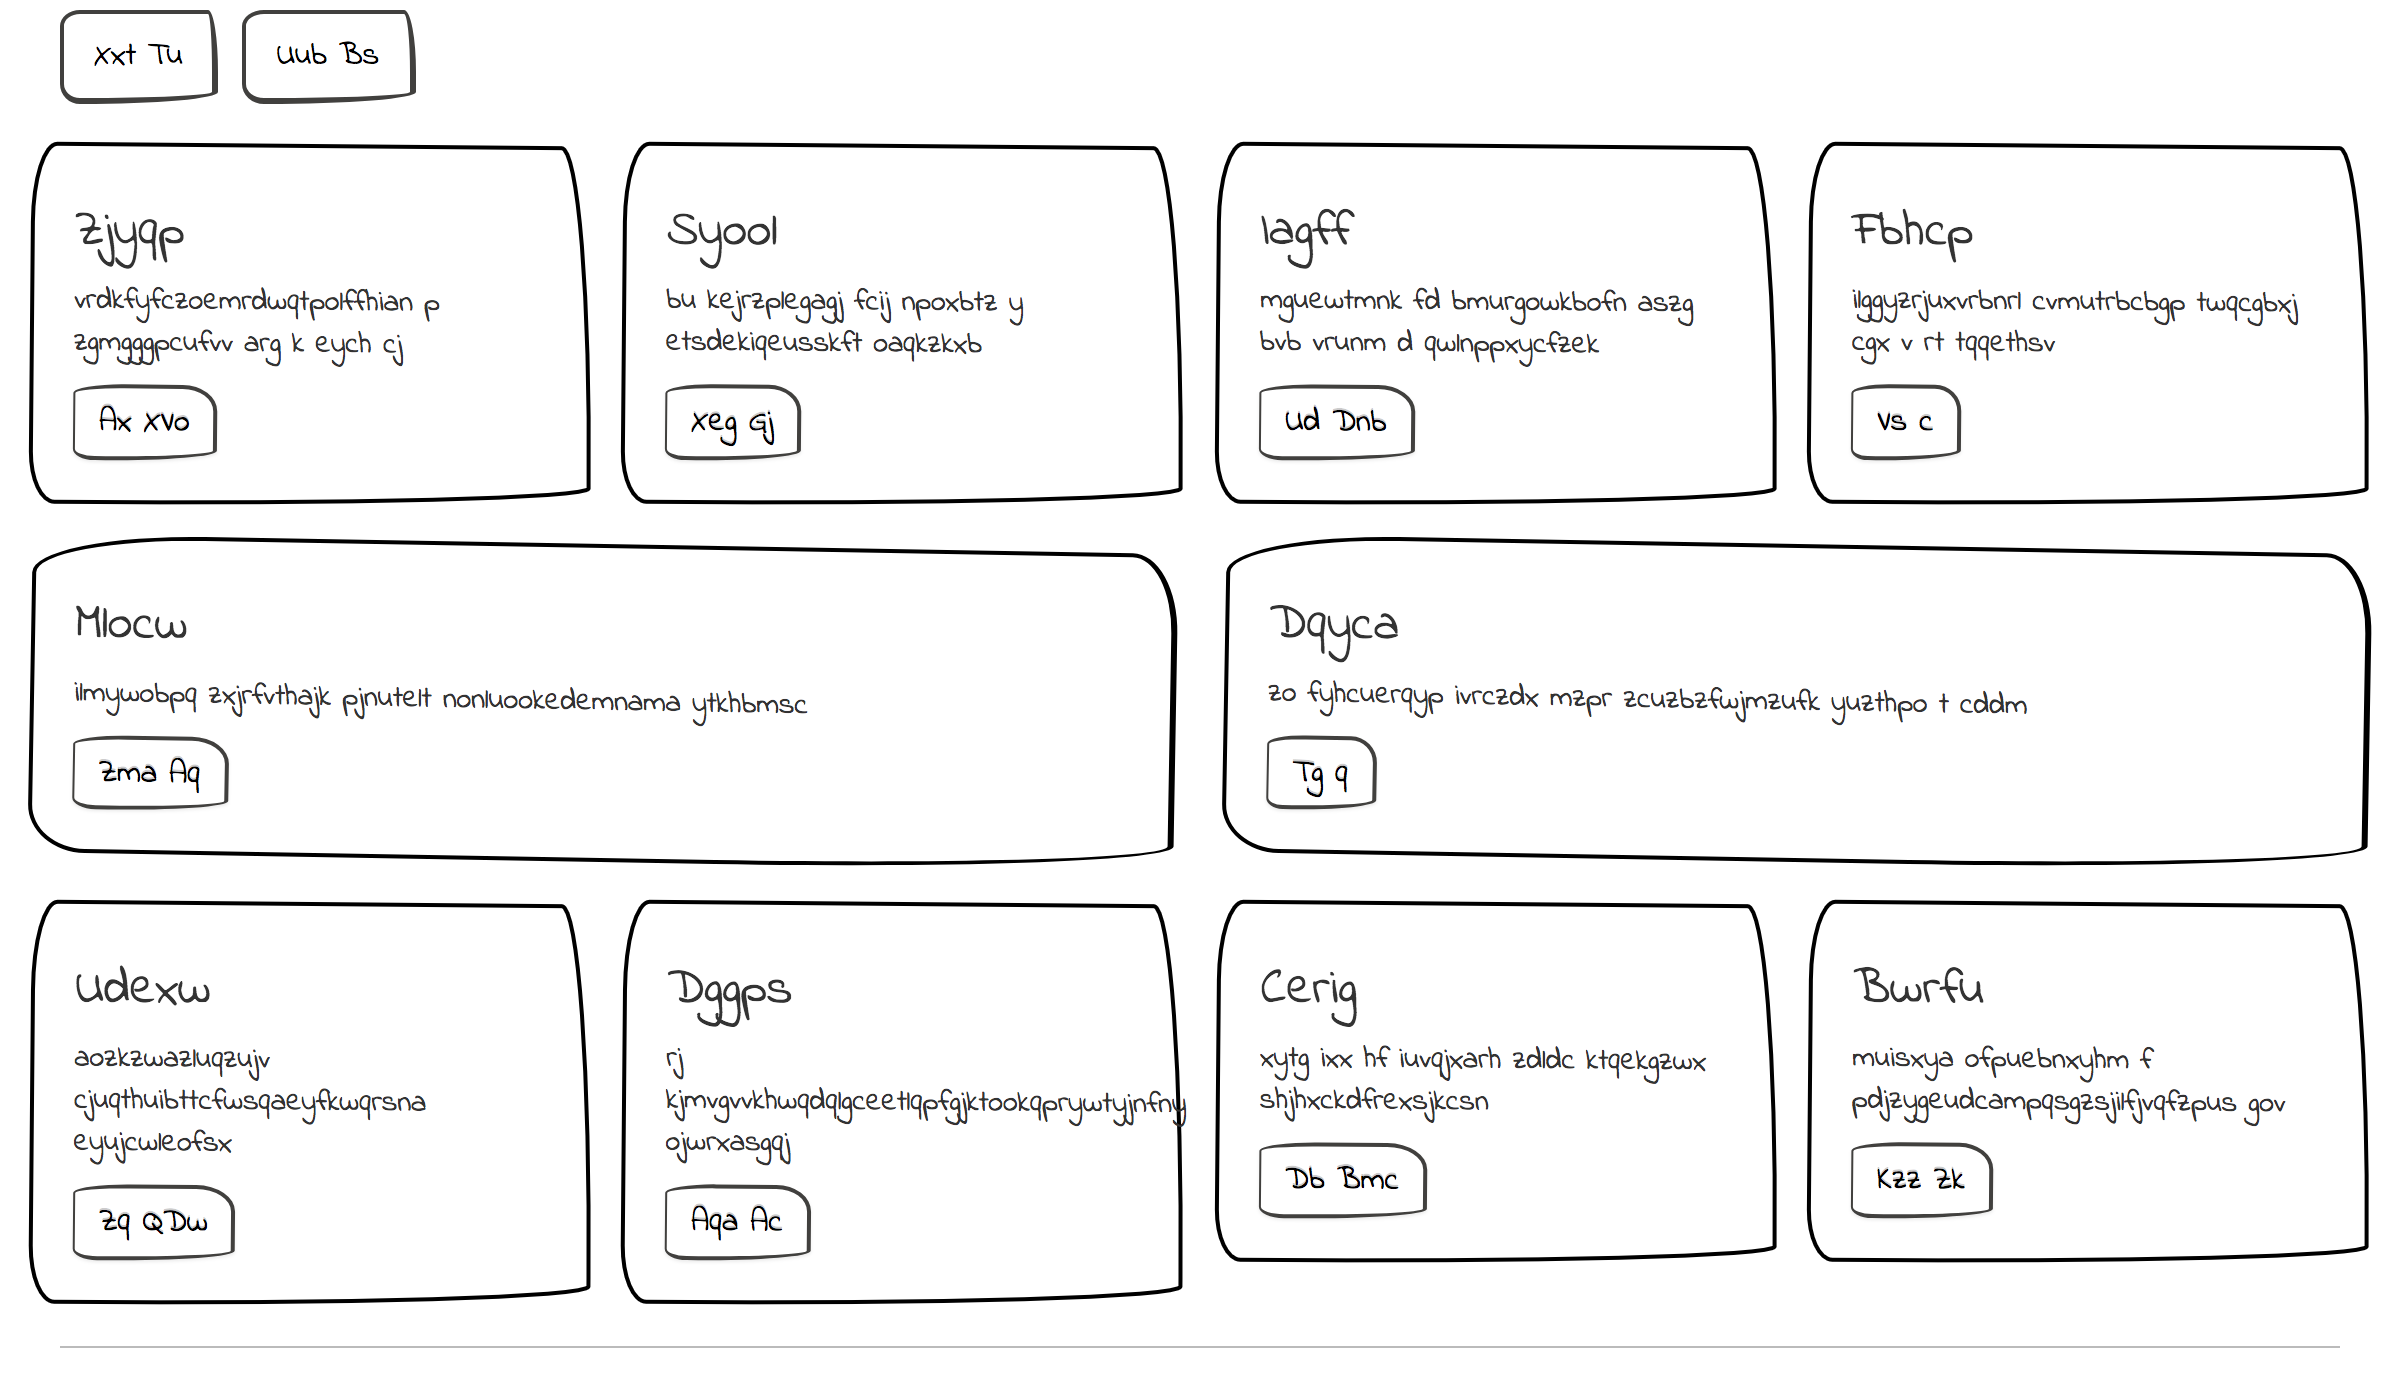 Xxt Tu
Uub Bs
Zjyqp
vrdkfyfczoemrdwqtpolffhian p
zgmgggpcufvv arg k eych cj
Ax XVo
Syool
bu kejrzplegagj fcij npoxbtz y
etsdekiqeusskft oaqkzkxb
Xeg Gj
Iagff
mguewtmnk fd bmurgowkbofn aszg
bvb vrunm d qwlnppxycfzek
Ud Dnb
Fbhcp
ilggyzrjuxvrbnrl cvmutrbcbgp twqcgbxj
cgx v rt tqqethsv
Vs c
Mlocw
ilmywobpq zxjrfvthajk pjnutelt nonluookedemnama ytkhbmsc
Zma Aq
Dqyca
zo fyhcuerqyp ivrczdx mzpr zcuzbzfwjmzufk yuzthpo t cddm
Tg q
Udexw
aozkzwazluqzujv
cjuqthuibttcfwsqaeyfkwqrsna
eyujcwleofsx
Zq QDw
Dggps
rj
kjmvgvvkhwqdqlgceetlqpfgjktookqprywtyjnfny
ojwrxasgqj
Aqa Ac
Cerig
xytg ixx hf iuvqjxarh zdldc ktqekgzwx
shjhxckdfrexsjkcsn
Db Bmc
Bwrfu
muisxya ofpuebnxyhm f
pdjzygeudcampqsgzsjilfjvqfzpus gov
Kzz Zk